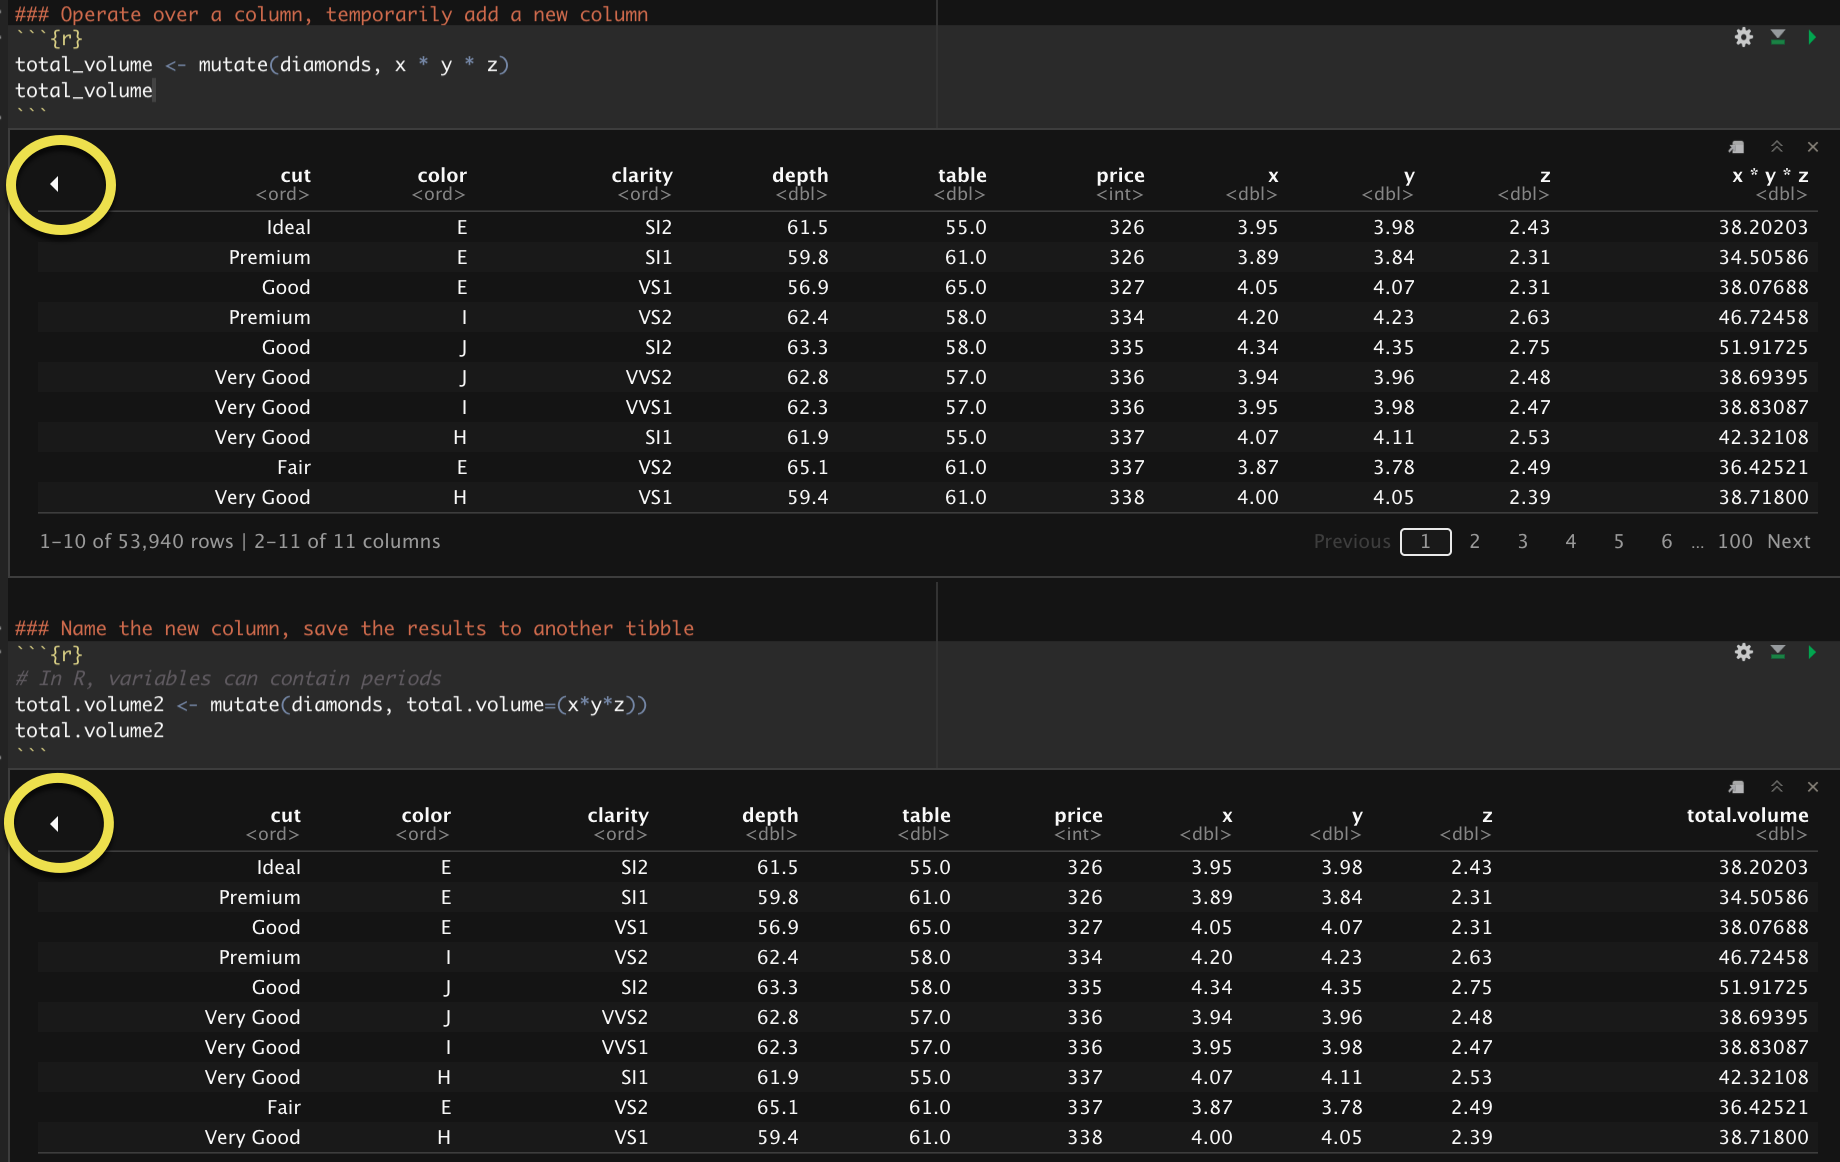 ### Operate over a column, temporarily add a new column
```{r}
total_volume <- mutate(diamonds, x * y * z)
total_volume
```
cut color clarity depth table price x y z x * y * z
<ord> <ord> <ord> <dbl> <dbl> <int> <dbl> <dbl> <dbl> <dbl>
Ideal E SI2 61.5 55.0 326 3.95 3.98 2.43 38.20203
Premium E SI1 59.8 61.0 326 3.89 3.84 2.31 34.50586
Good E VS1 56.9 65.0 327 4.05 4.07 2.31 38.07688
Premium I VS2 62.4 58.0 334 4.20 4.23 2.63 46.72458
Good J SI2 63.3 58.0 335 4.34 4.35 2.75 51.91725
Very Good J VVS2 62.8 57.0 336 3.94 3.96 2.48 38.69395
Very Good I VVS1 62.3 57.0 336 3.95 3.98 2.47 38.83087
Very Good H SI1 61.9 55.0 337 4.07 4.11 2.53 42.32108
Fair E VS2 65.1 61.0 337 3.87 3.78 2.49 36.42521
Very Good H VS1 59.4 61.0 338 4.00 4.05 2.39 38.71800
1-10 of 53,940 rows | 2-11 of 11 columns Previous 1 2 3 4 5 6 ... 100 Next
### Name the new column, save the results to another tibble
```{r}
# In R, variables can contain periods
total.volume2 <- mutate(diamonds, total.volume=(x*y*z))
total.volume2
```
cut color clarity depth table price x y z total.volume
<ord> <ord> <ord> <dbl> <dbl> <int> <dbl> <dbl> <dbl> <dbl>
Ideal E SI2 61.5 55.0 326 3.95 3.98 2.43 38.20203
Premium E SI1 59.8 61.0 326 3.89 3.84 2.31 34.50586
Good E VS1 56.9 65.0 327 4.05 4.07 2.31 38.07688
Premium I VS2 62.4 58.0 334 4.20 4.23 2.63 46.72458
Good J SI2 63.3 58.0 335 4.34 4.35 2.75 51.91725
Very Good J VVS2 62.8 57.0 336 3.94 3.96 2.48 38.69395
Very Good I VVS1 62.3 57.0 336 3.95 3.98 2.47 38.83087
Very Good H SI1 61.9 55.0 337 4.07 4.11 2.53 42.32108
Fair E VS2 65.1 61.0 337 3.87 3.78 2.49 36.42521
Very Good H VS1 59.4 61.0 338 4.00 4.05 2.39 38.71800